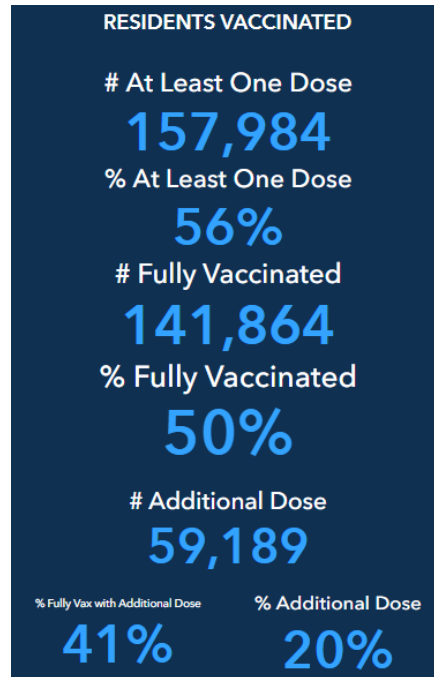 RESIDENTS VACCINATED
# At Least One Dose
157,984
% At Least One Dose
56%
# Fully Vaccinated
141,864
% Fully Vaccinated
50%
# Additional Dose
59,189
% Fully Vax with Additional Dose
41%
% Additional Dose
20%